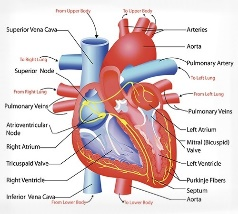 From Upper Body
To Upper Body
Superior Vena Cava
Arteries
Aorta
To Right Lung
Pulmonary Artery
Superior Node
To Left Lung
From Right Lung
From Left Lung
Pulmonary Veins
Pulmonary Veins
Atrioventricular
Node
Left Atrium
Right Atrium
Mitral (Bicuspid)
Valve
Tricuspaid Valve
Left Ventricle
Right Ventricle
Purkinje Fibers
Septum
Inferior Vena Cava
Aorta
From Lower Body
To Lower Body